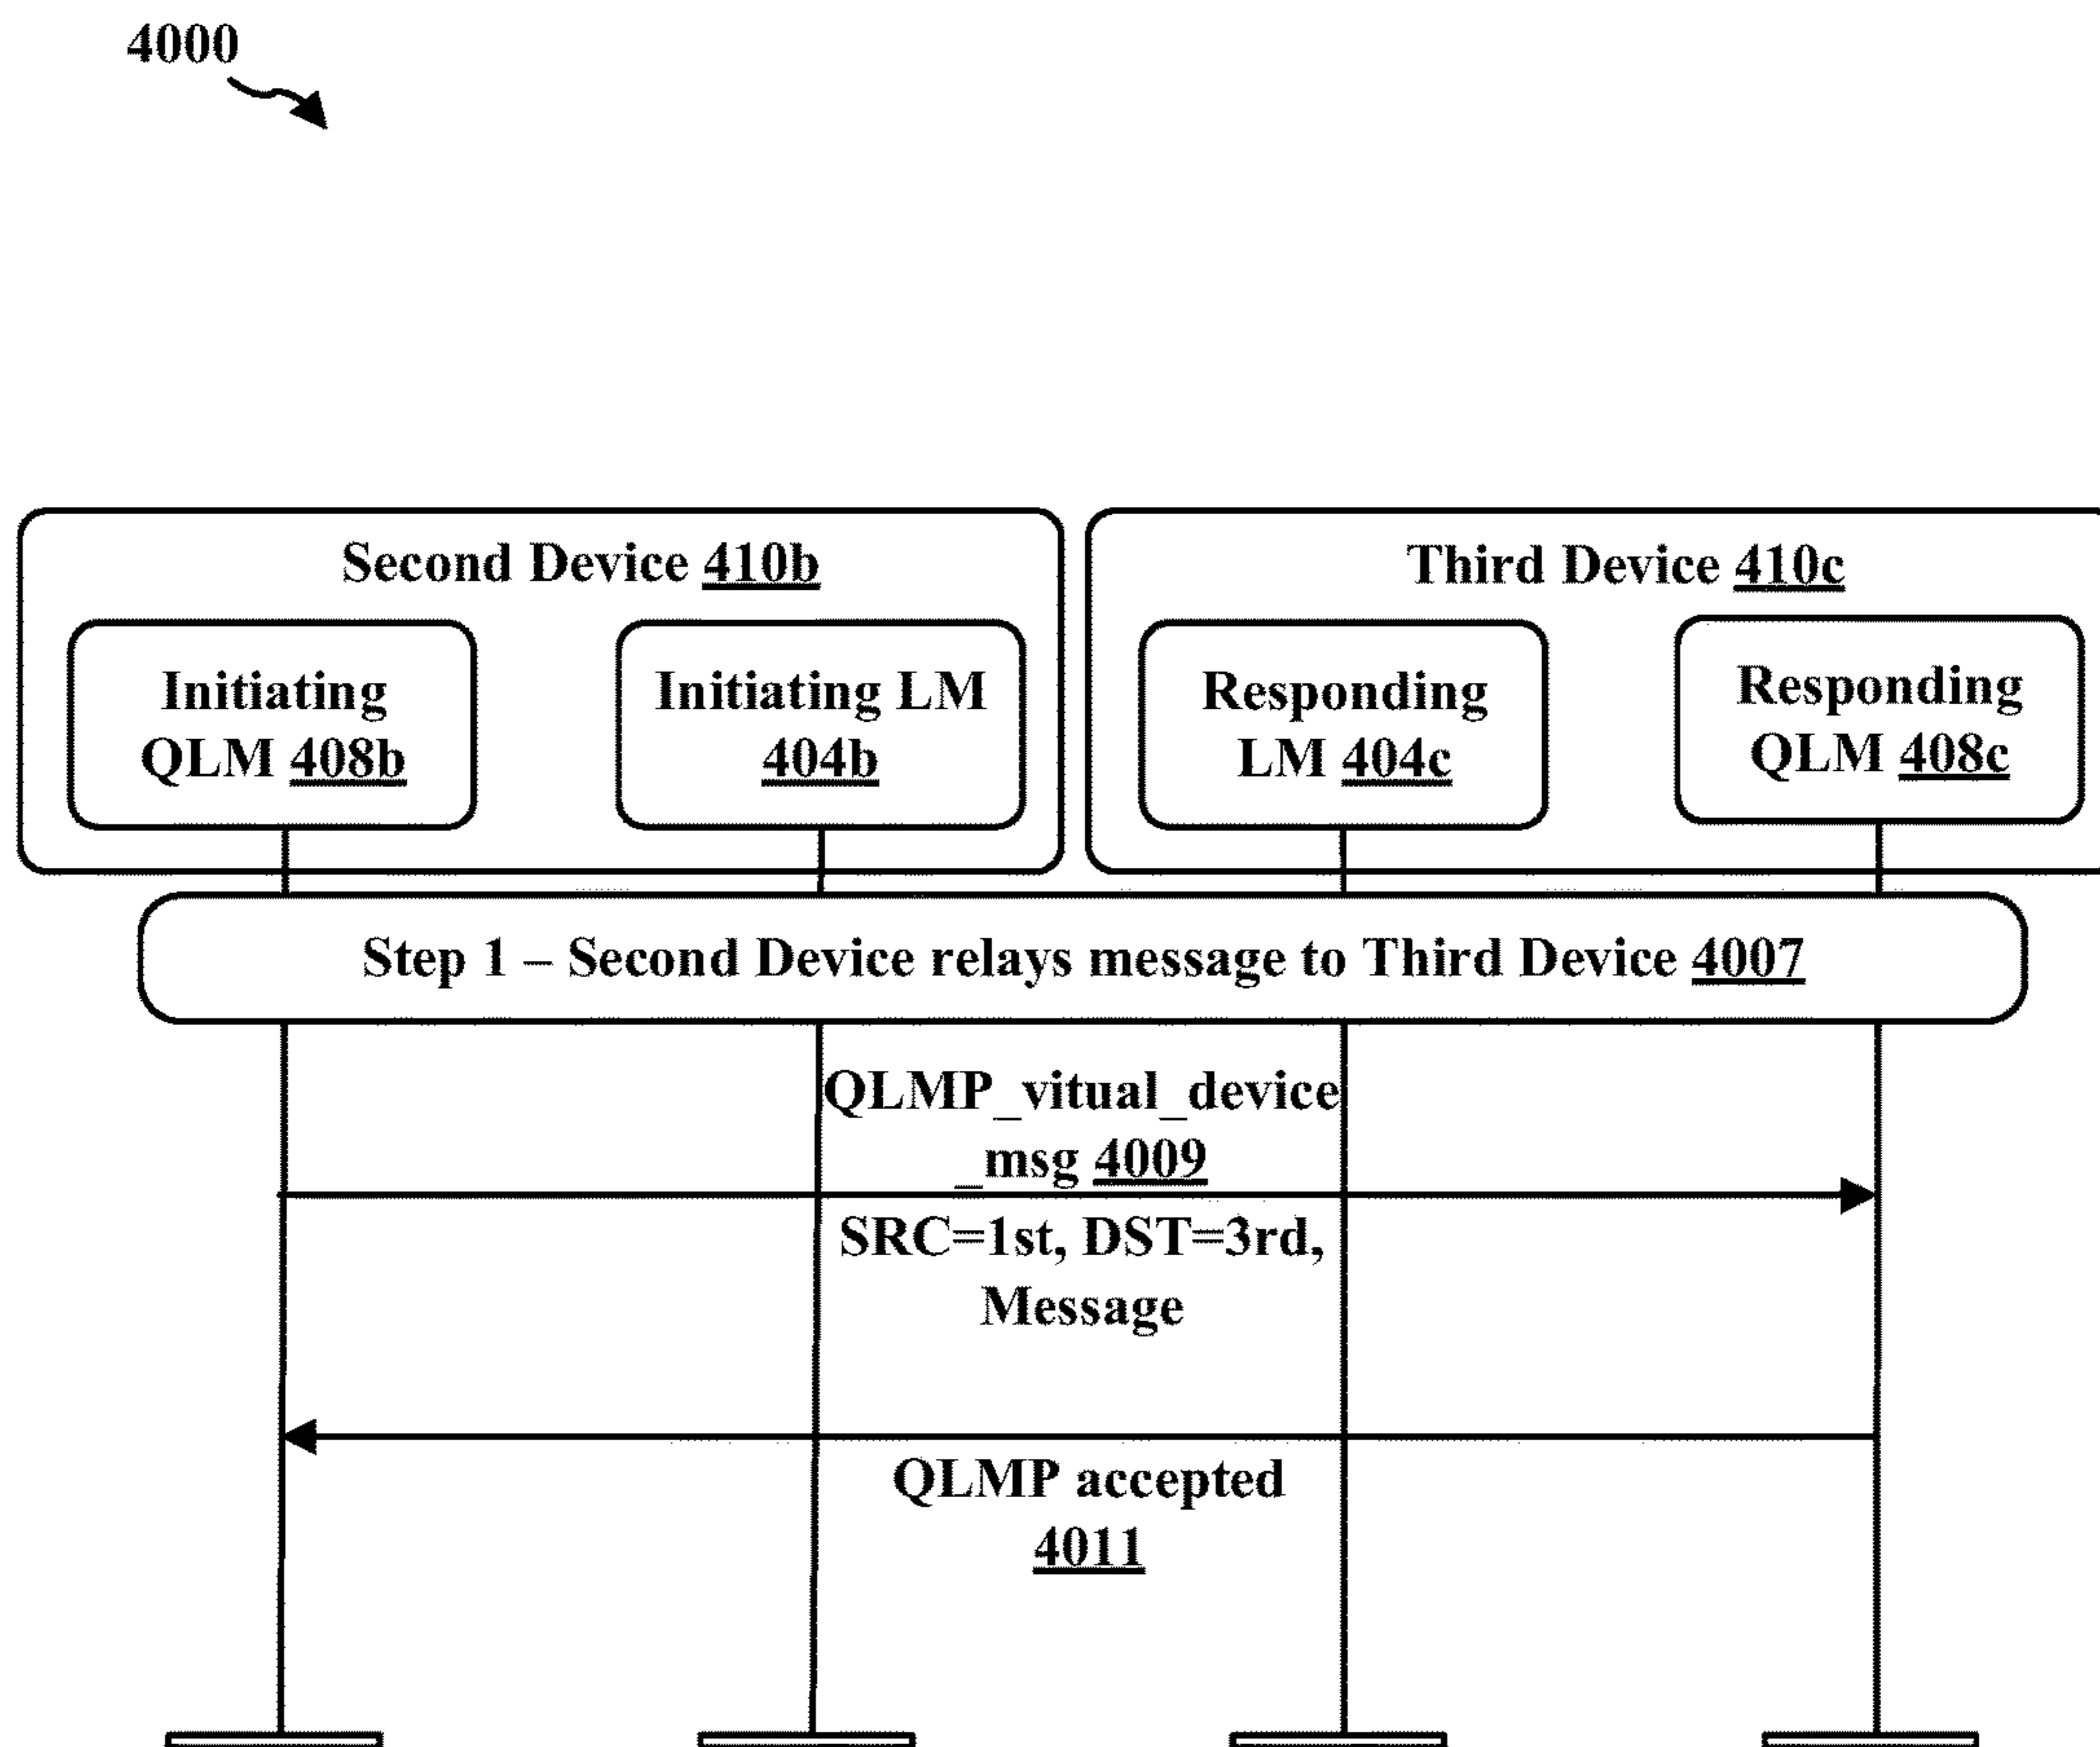 4000
Second Device 410b
Third Device 410c
Initiating
QLM 408b
Initiating LM
404b
Responding
LM 404c
Responding
QLM 408c
Step 1 – Second Device relays message to Third Device 4007
QLMP_vitual_device
_msg 4009
SRC=1st, DST=3rd,
Message
QLMP accepted
4011